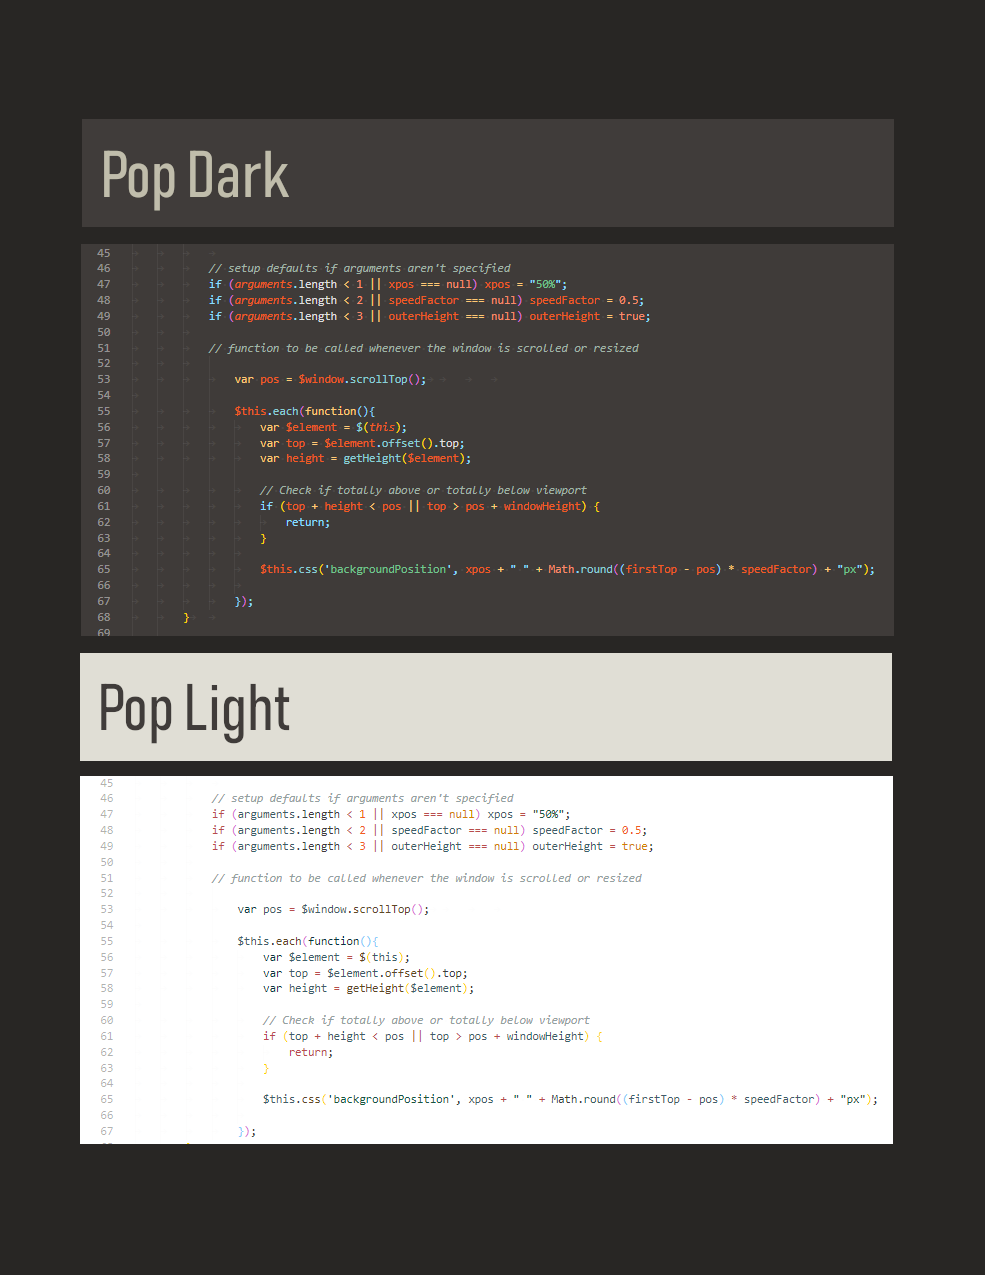 Pop Dark
45
46 // setup defaults if arguments aren't specified
47 if (arguments.length < 1 || xpos === null) xpos = "50%";
48 if (arguments.length < 2 || speedFactor === null) speedFactor = 0.5;
49 if (arguments.length < 3 || outerHeight === null) outerHeight = true;
50
51 // function to be called whenever the window is scrolled or resized
52
53 var pos = $window.scrollTop();
54
55 $this.each(function(){
56 var $element = $(this);
57 var top = $element.offset().top;
58 var height = getHeight($element);
59
60 // Check if totally above or totally below viewport
61 if (top + height < pos || top > pos + windowHeight) {
62 return;
63 }
64
65 $this.css('backgroundPosition', xpos + " " + Math.round((firstTop - pos) * speedFactor) + "px");
66
67 });
68 }
69
Pop Light
45
46 // setup defaults if arguments aren't specified
47 if (arguments.length < 1 || xpos === null) xpos = "50%";
48 if (arguments.length < 2 || speedFactor === null) speedFactor = 0.5;
49 if (arguments.length < 3 || outerHeight === null) outerHeight = true;
50
51 // function to be called whenever the window is scrolled or resized
52
53 var pos = $window.scrollTop();
54
55 $this.each(function(){
56 var $element = $(this);
57 var top = $element.offset().top;
58 var height = getHeight($element);
59
60 // Check if totally above or totally below viewport
61 if (top + height < pos || top > pos + windowHeight) {
62 return;
63 }
64
65 $this.css('backgroundPosition', xpos + " " + Math.round((firstTop - pos) * speedFactor) + "px");
66
67 });